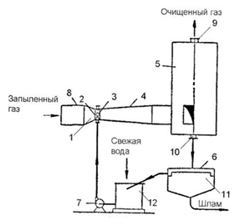 Очищенный газ
9
5
8
2
3
4
Запыленный
газ
1
10
Свежая
вода
6
7
12
11
Шлам